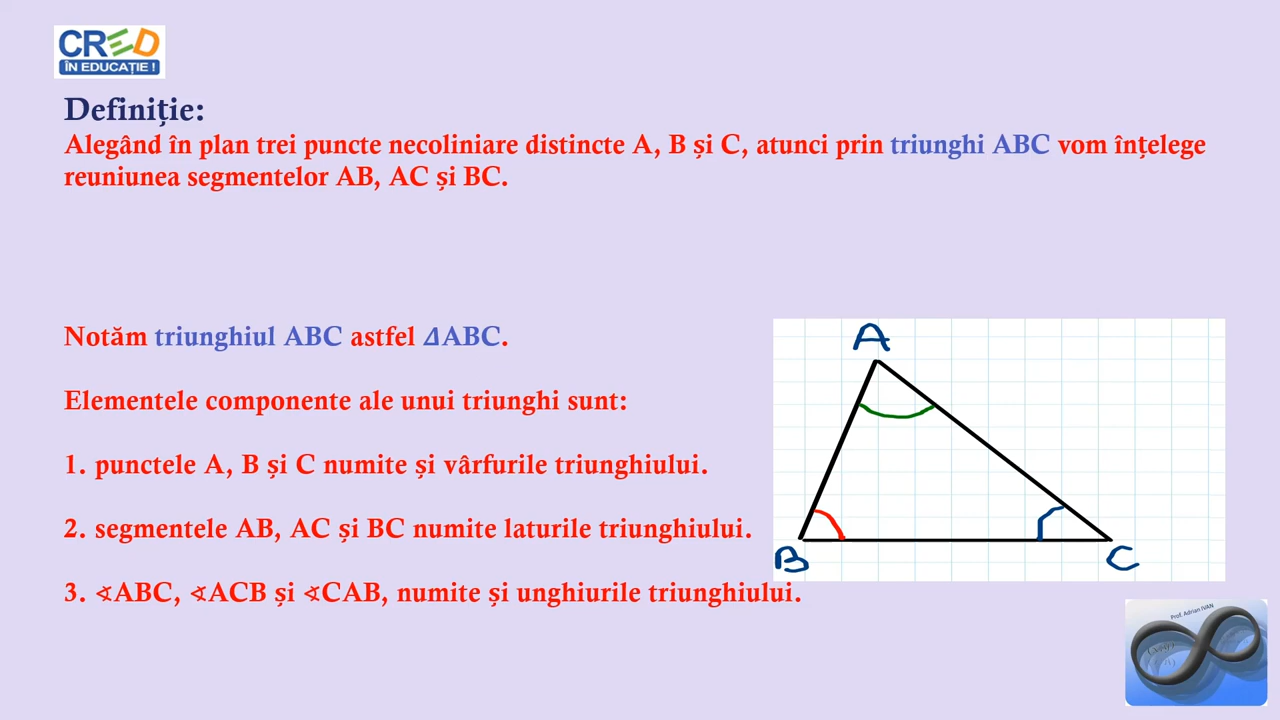 CRED
ÎN EDUCAȚIE !
Definiție:
Alegând în plan trei puncte necoliniare distincte A, B și C, atunci prin triunghi ABC vom înțelege
reuniunea segmentelor AB, AC și BC.
Notăm triunghiul ABC astfel ΔABC.
Elementele componente ale unui triunghi sunt:
1. punctele A, B și C numite și vârfurile triunghiului.
2. segmentele AB, AC și BC numite laturile triunghiului.
3. ∢ABC, ∢ACB și ∢CAB, numite și unghiurile triunghiului.
A
B
C
Prof. Adrian IVAN